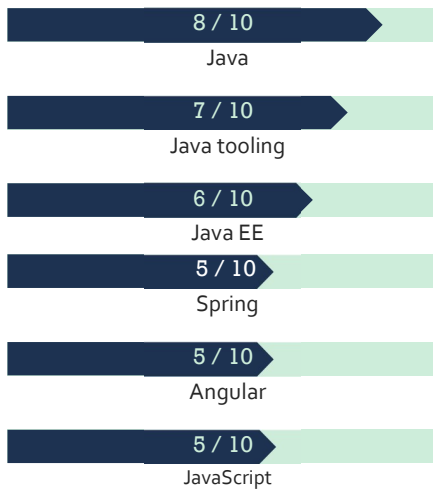 8 / 10
Java
7 / 10
Java tooling
6 / 10
Java EE
5 / 10
Spring
5 / 10
Angular
5 / 10
JavaScript